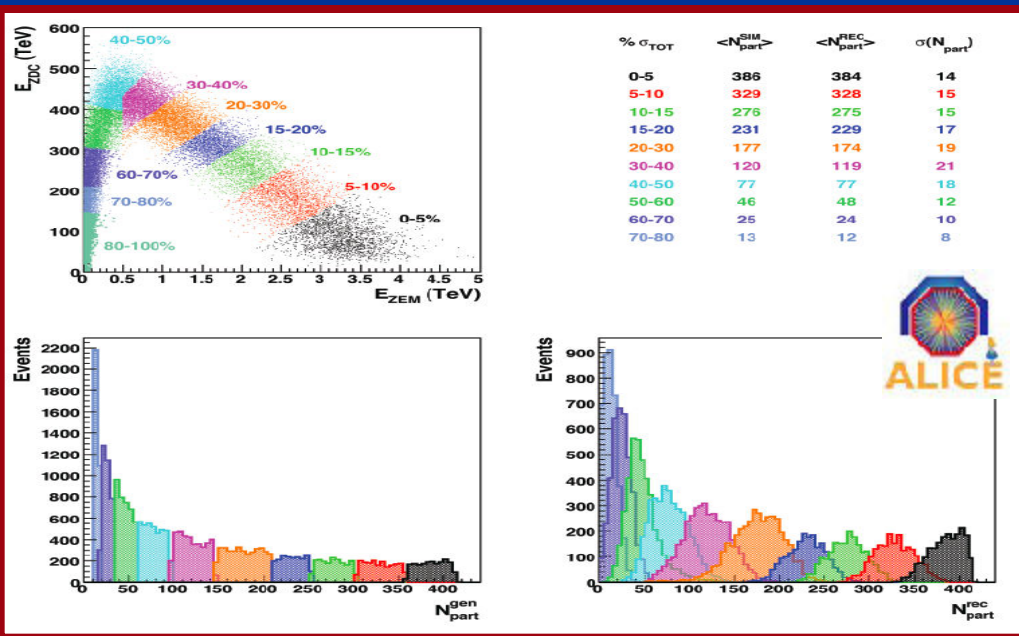 E_ZDC (TeV)
600
500
400
300
200
100
0
40-50%
30-40%
20-30%
15-20%
10-15%
5-10%
0-5%
60-70%
70-80%
80-100%
0 0.5 1 1.5 2 2.5 3 3.5 4 4.5 5
E_ZEM (TeV)
% σ_TOT <N_part^SIM> <N_part^REC> σ(N_part)
0-5 386 384 14
5-10 329 328 15
10-15 276 275 15
15-20 231 229 17
20-30 177 174 19
30-40 120 119 21
40-50 77 77 18
50-60 46 48 12
60-70 25 24 10
70-80 13 12 8
ALICE
Events
2200
2000
1800
1600
1400
1200
1000
800
600
400
200
0
0 50 100 150 200 250 300 350 400
N_part^gen
Events
900
800
700
600
500
400
300
200
100
0
0 50 100 150 200 250 300 350 400
N_part^rec